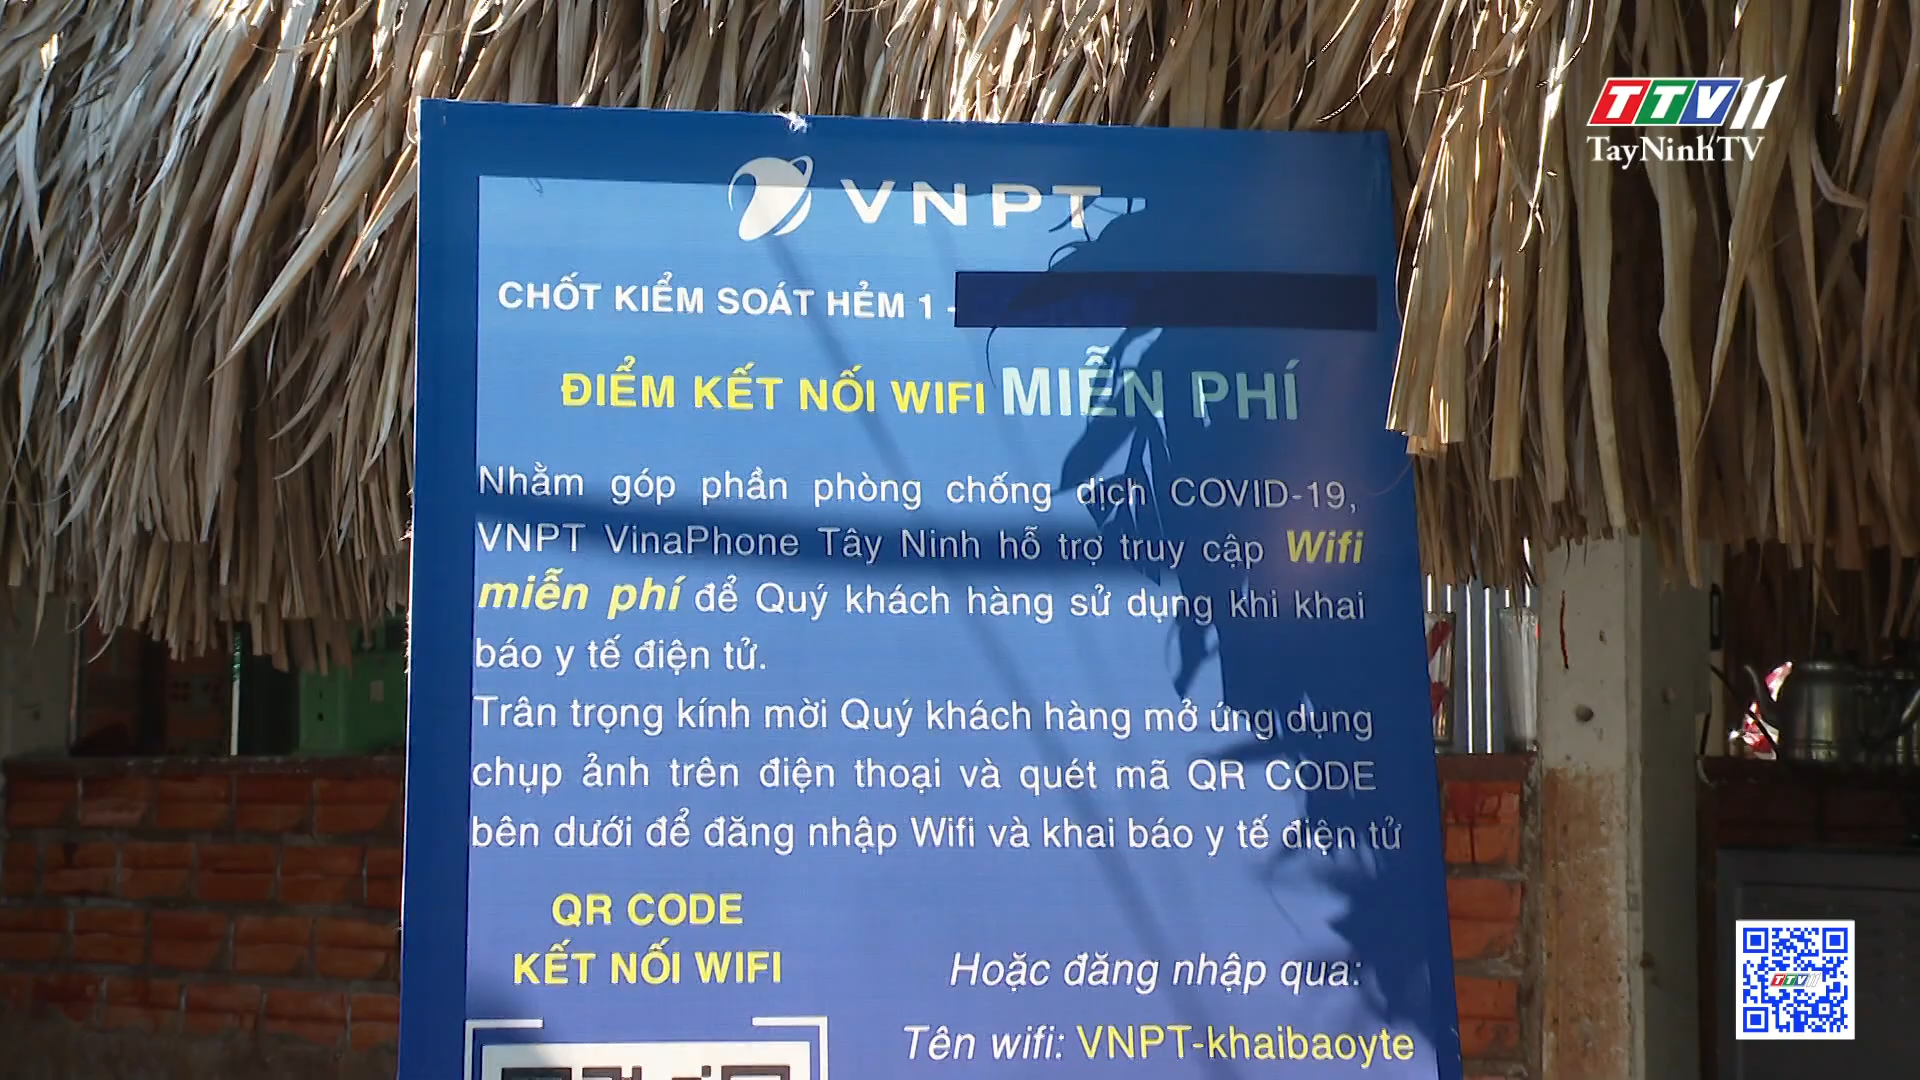 TTV11
TayNinhTV
VNPT
CHỐT KIỂM SOÁT HẺM 1 -
ĐIỂM KẾT NỐI WIFI MIỄN PHÍ
Nhằm góp phần phòng chống dịch COVID-19,
VNPT VinaPhone Tây Ninh hỗ trợ truy cập Wifi
miễn phí để Quý khách hàng sử dụng khi khai
báo y tế điện tử.
Trân trọng kính mời Quý khách hàng mở ứng dụng
chụp ảnh trên điện thoại và quét mã QR CODE
bên dưới để đăng nhập Wifi và khai báo y tế điện tử
QR CODE
KẾT NỐI WIFI
Hoặc đăng nhập qua:
Tên wifi: VNPT-khaibaoyte
TTV11